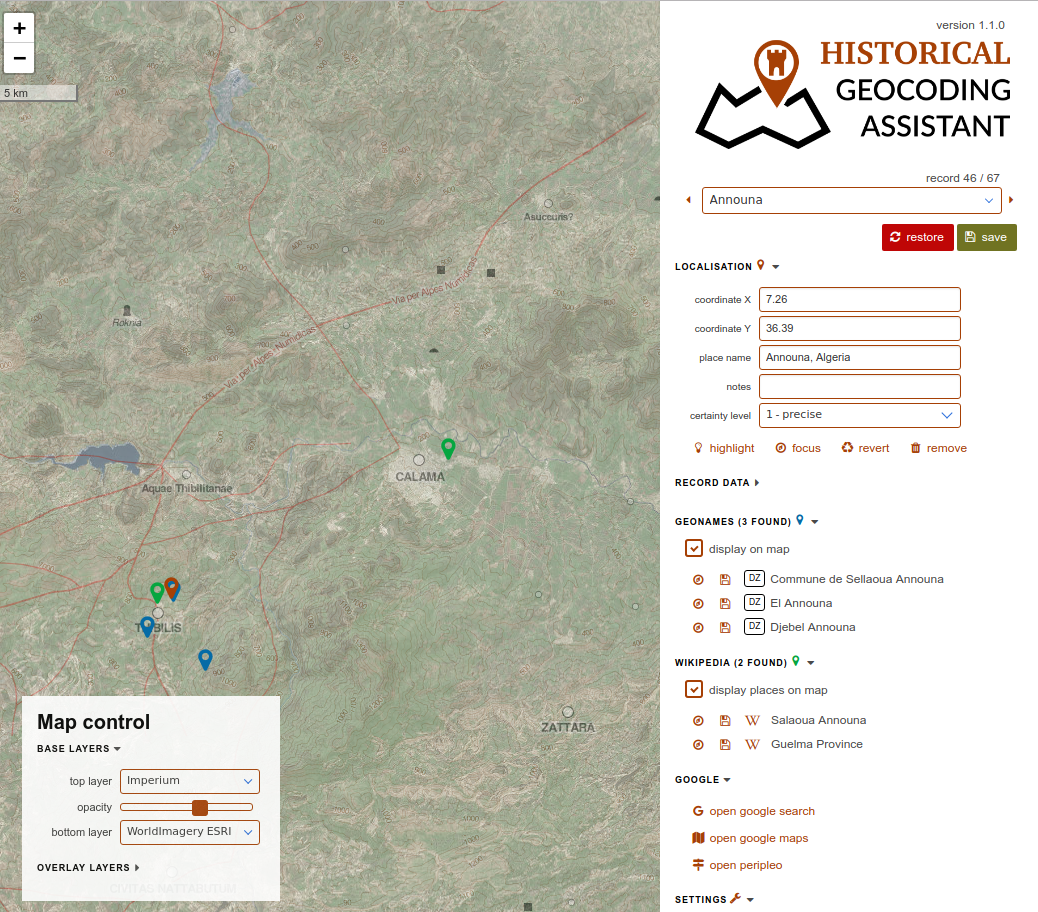 +
−
5 km
Asuccuris?
Via per Alpes Numidicas
Roknia
Via per Alpes Numidicas
CALAMA
Aquae Thibilitanae
THIBILIS
ZATTARA
CIVITAS NATTABUTUM
Map control
BASE LAYERS
top layer Imperium
opacity
bottom layer WorldImagery ESRI
OVERLAY LAYERS
version 1.1.0
HISTORICAL
GEOCODING
ASSISTANT
record 46 / 67
Announa
restore save
LOCALISATION
coordinate X 7.26
coordinate Y 36.39
place name Announa, Algeria
notes
certainty level 1 - precise
highlight focus revert remove
RECORD DATA
GEONAMES (3 FOUND)
display on map
DZ Commune de Sellaoua Announa
DZ El Announa
DZ Djebel Announa
WIKIPEDIA (2 FOUND)
display places on map
W Salaoua Announa
W Guelma Province
GOOGLE
G open google search
open google maps
open peripleo
SETTINGS